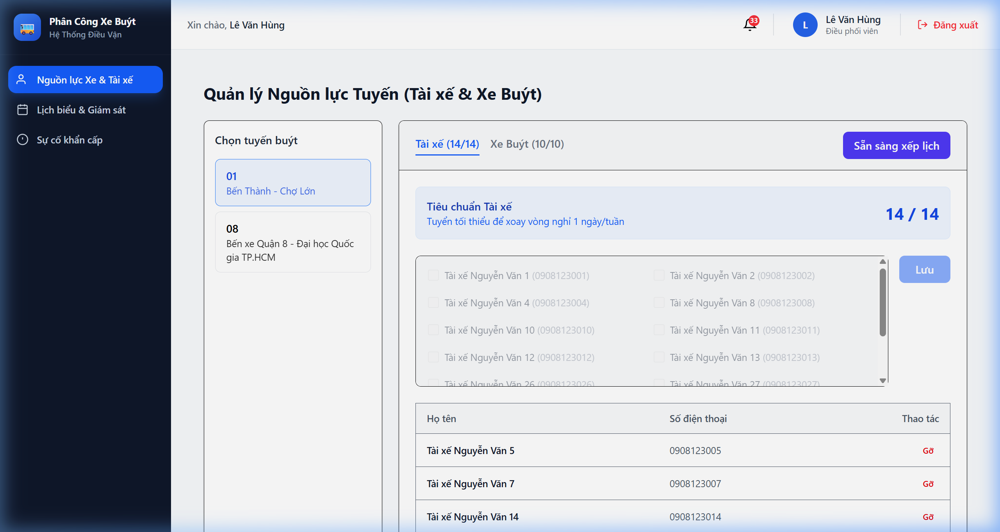 Phân Công Xe Buýt
Hệ Thống Điều Vận
Nguồn lực Xe & Tài xế
Lịch biểu & Giám sát
Sự cố khẩn cấp
Xin chào, Lê Văn Hùng
33
L
Lê Văn Hùng
Điều phối viên
Đăng xuất
Quản lý Nguồn lực Tuyến (Tài xế & Xe Buýt)
Chọn tuyến buýt
01
Bến Thành - Chợ Lớn
08
Bến xe Quận 8 - Đại học Quốc
gia TP.HCM
Tài xế (14/14)
Xe Buýt (10/10)
Sẵn sàng xếp lịch
Tiêu chuẩn Tài xế
Tuyển tối thiểu để xoay vòng nghỉ 1 ngày/tuần
14 / 14
Tài xế Nguyễn Văn 1 (0908123001)
Tài xế Nguyễn Văn 2 (0908123002)
Tài xế Nguyễn Văn 4 (0908123004)
Tài xế Nguyễn Văn 8 (0908123008)
Tài xế Nguyễn Văn 10 (0908123010)
Tài xế Nguyễn Văn 11 (0908123011)
Tài xế Nguyễn Văn 12 (0908123012)
Tài xế Nguyễn Văn 13 (0908123013)
Tài xế Nguyễn Văn 26 (0908123026)
Tài xế Nguyễn Văn 27 (0908123027)
Lưu
Họ tên
Số điện thoại
Thao tác
Tài xế Nguyễn Văn 5
0908123005
Gỡ
Tài xế Nguyễn Văn 7
0908123007
Gỡ
Tài xế Nguyễn Văn 14
0908123014
Gỡ